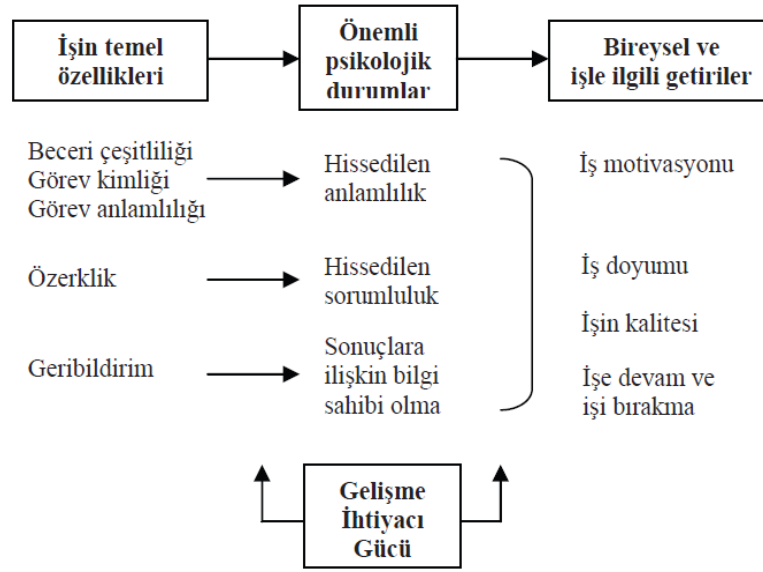 İşin temel
özellikleri
Önemli
psikolojik
durumlar
Bireysel ve
işle ilgili getiriler
Beceri çeşitliliği
Görev kimliği
Görev anlamlılığı
Hissedilen
anlamlılık
İş motivasyonu
Özerklik
Hissedilen
sorumluluk
İş doyumu
İşin kalitesi
Geribildirim
Sonuçlara
ilişkin bilgi
sahibi olma
İşe devam ve
işi bırakma
Gelişme
İhtiyacı
Gücü